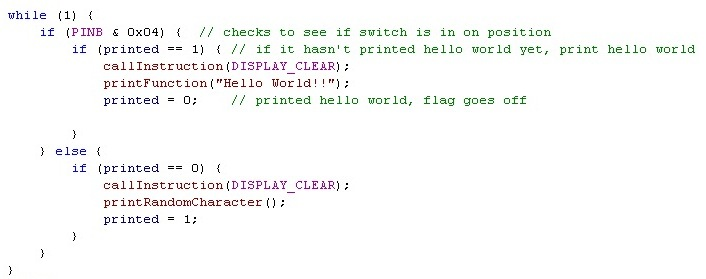 while (1) {
    if (PINB & 0x04) {  // checks to see if switch is in on position
        if (printed == 1) { // if it hasn't printed hello world yet, print hello world
            callInstruction(DISPLAY_CLEAR);
            printFunction("Hello World!!");
            printed = 0;    // printed hello world, flag goes off
        }
    } else {
        if (printed == 0) {
            callInstruction(DISPLAY_CLEAR);
            printRandomCharacter();
            printed = 1;
        }
    }
}